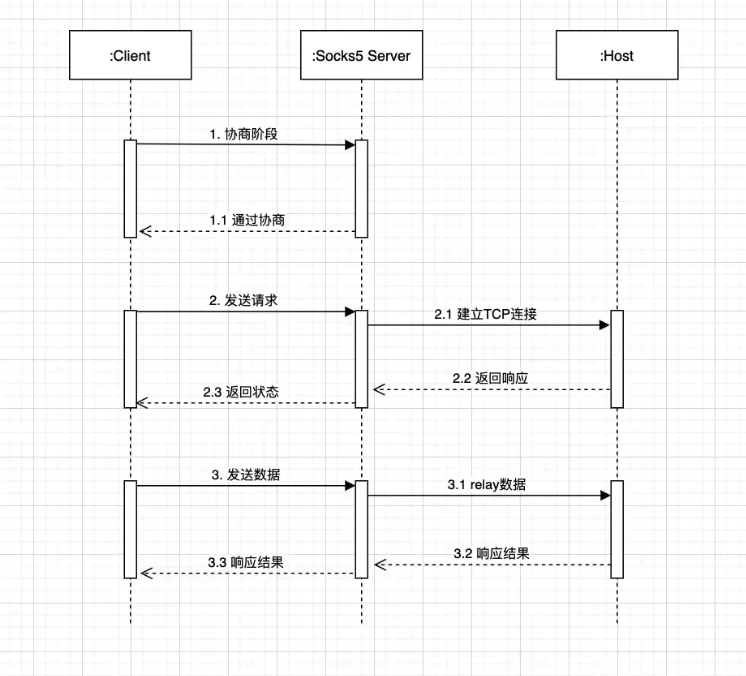 :Client
:Socks5 Server
:Host
1. 协商阶段
1.1 通过协商
2. 发送请求
2.1 建立TCP连接
2.2 返回响应
2.3 返回状态
3. 发送数据
3.1 relay数据
3.2 响应结果
3.3 响应结果